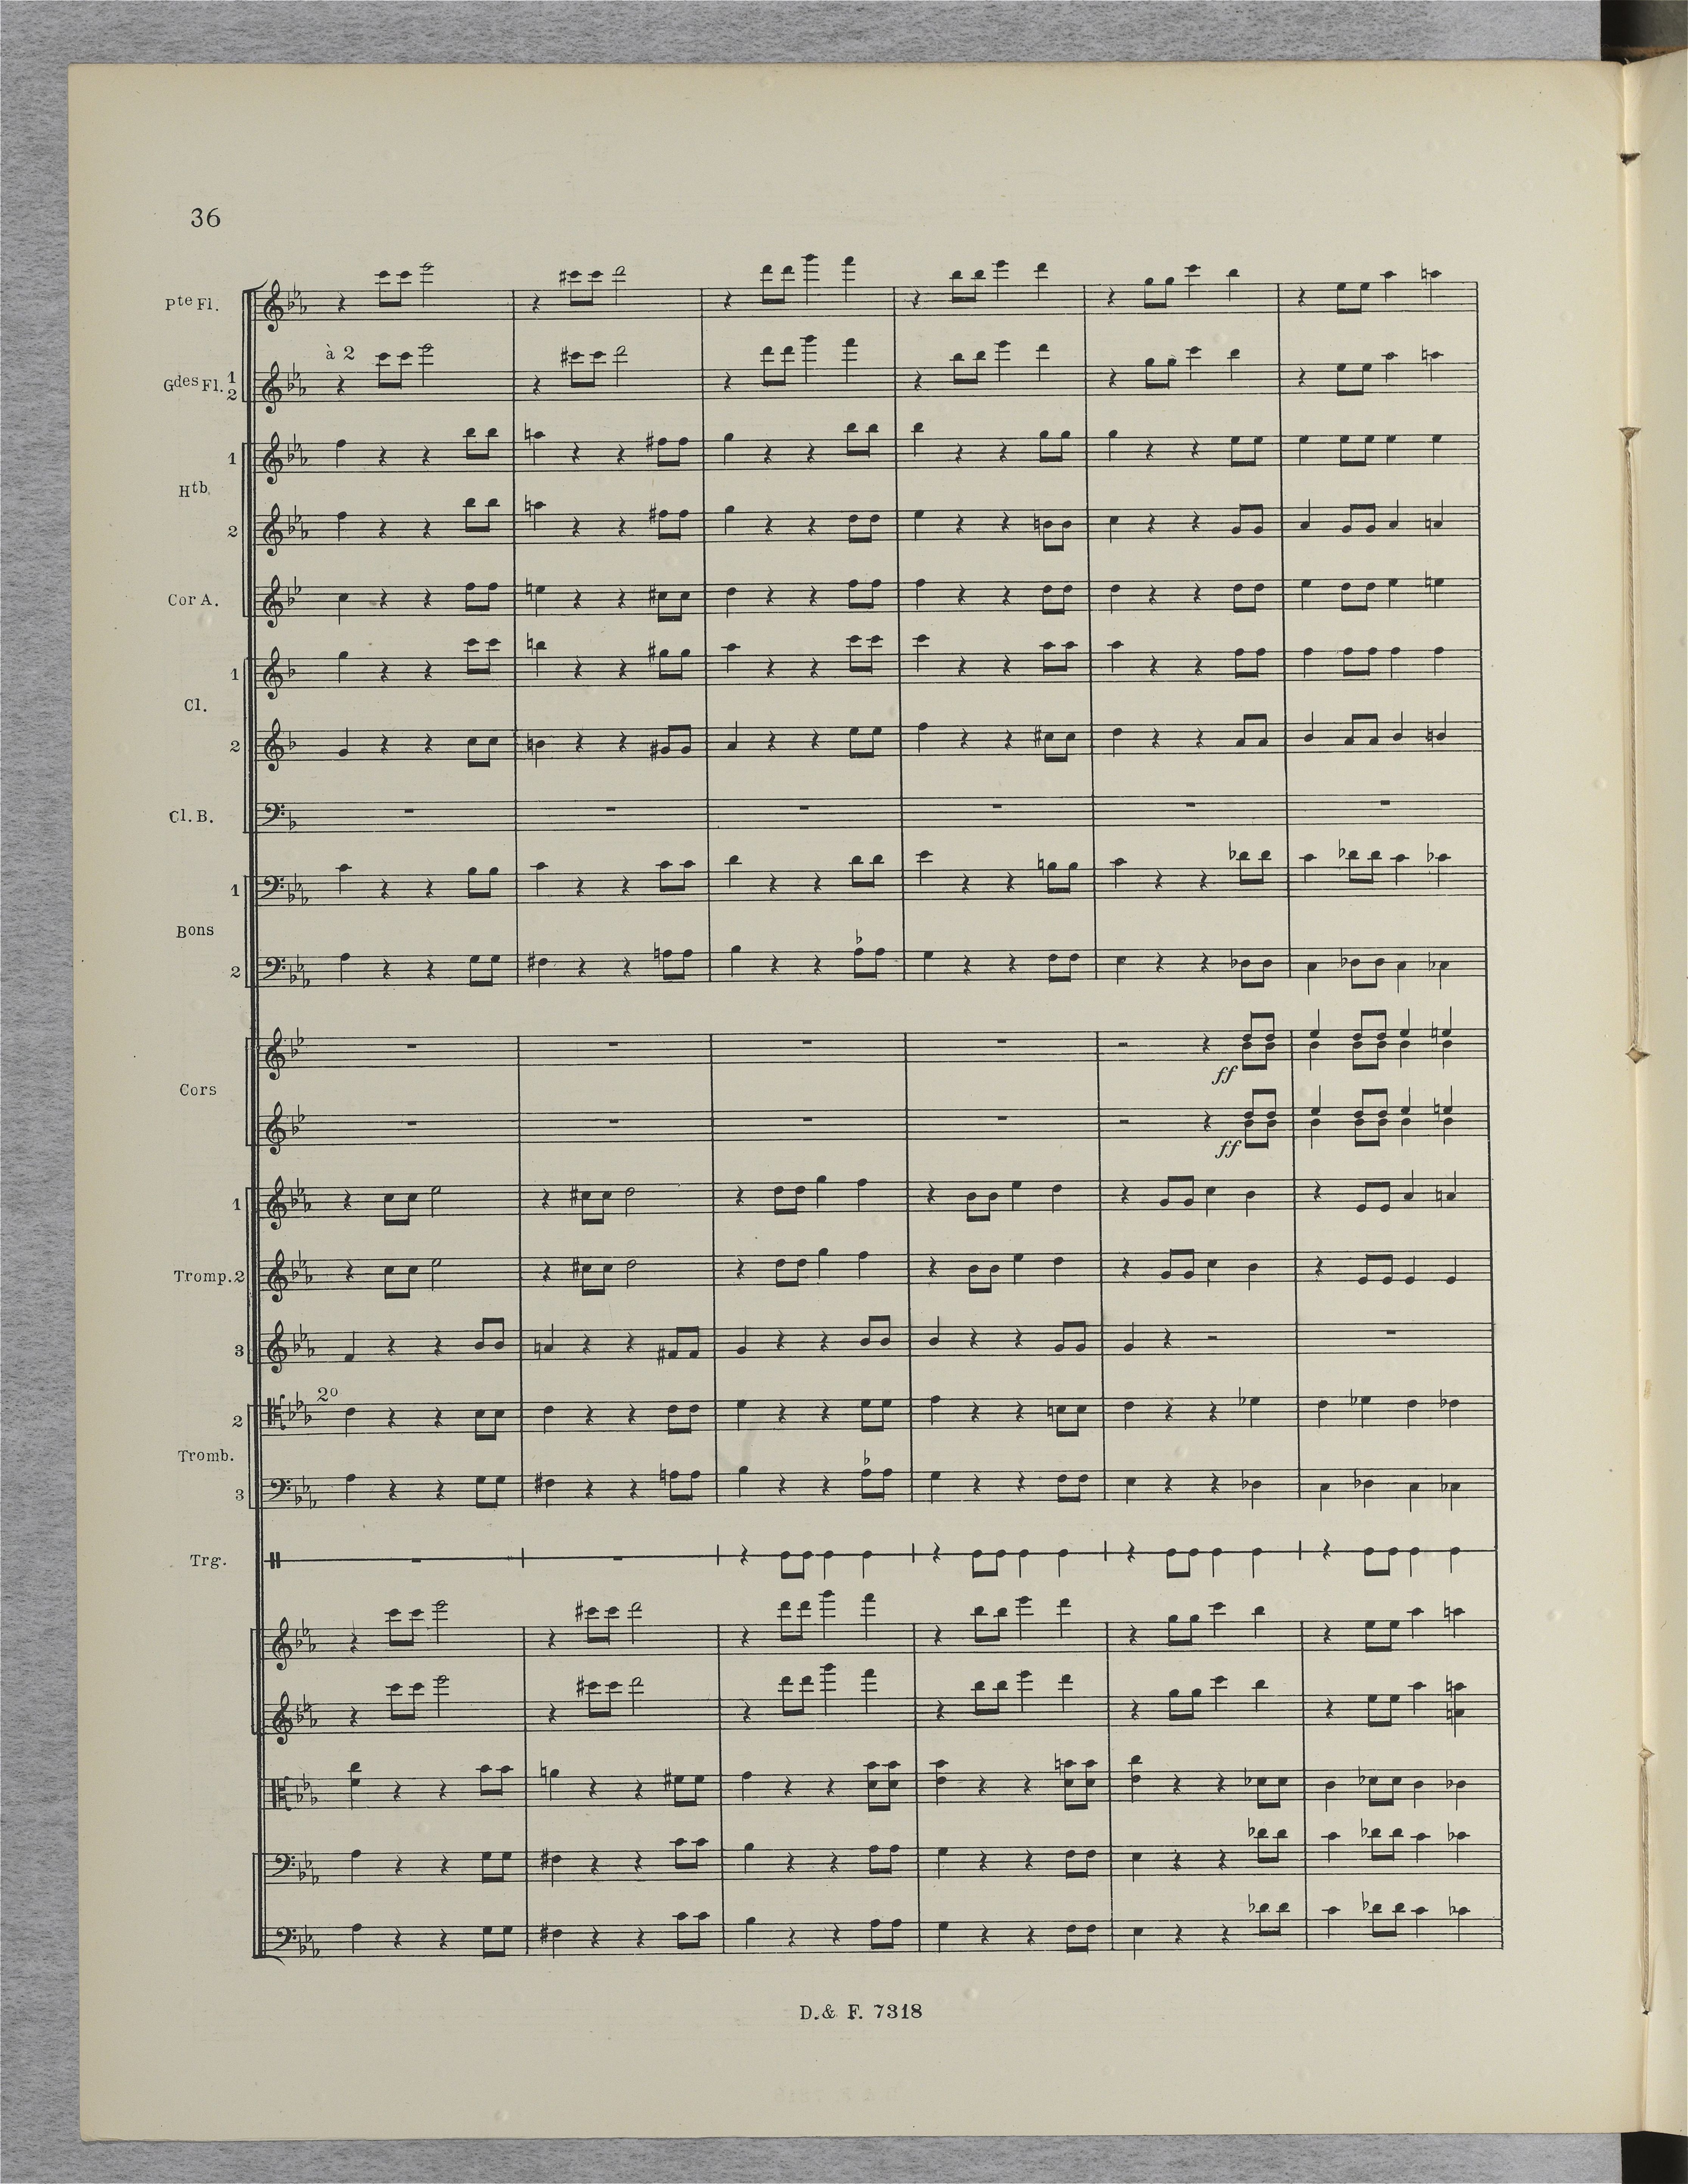 36
Pte Fl.
à 2
Gdes Fl. 1
2
1
Htb.
2
Cor A.
1
Cl.
2
Cl. B.
1
Bons
2
ff
Cors
ff
1
Tromp. 2
3
2o
2
Tromb.
3
Trg.
D. & F. 7318